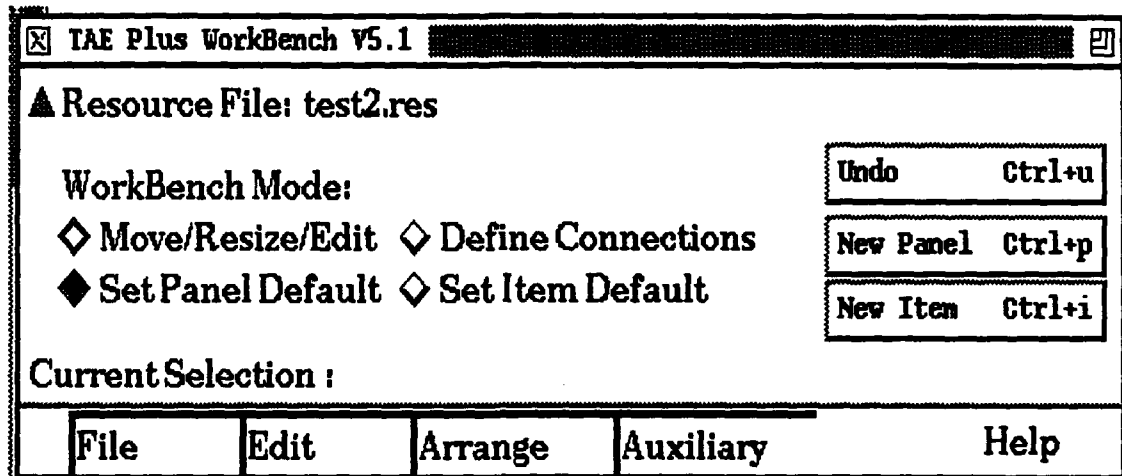 TAE Plus WorkBench V5.1
Resource File: test2.res
WorkBench Mode:
Move/Resize/Edit Define Connections
Set Panel Default Set Item Default
Undo Ctrl+u
New Panel Ctrl+p
New Item Ctrl+i
Current Selection :
File Edit Arrange Auxiliary Help